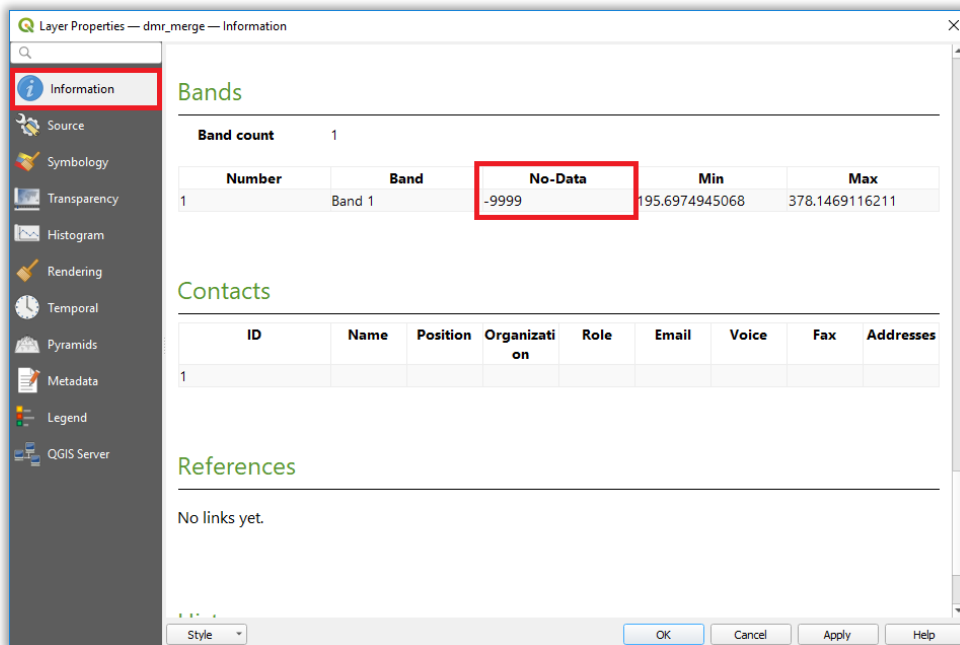 Layer Properties — dmr_merge — Information
Information
Source
Symbology
Transparency
Histogram
Rendering
Temporal
Pyramids
Metadata
Legend
QGIS Server
Bands
Band count 1
Number Band No-Data Min Max
1 Band 1 -9999 195.6974945068 378.1469116211
Contacts
ID Name Position Organizati Role Email Voice Fax Addresses
on
1
References
No links yet.
Style OK Cancel Apply Help